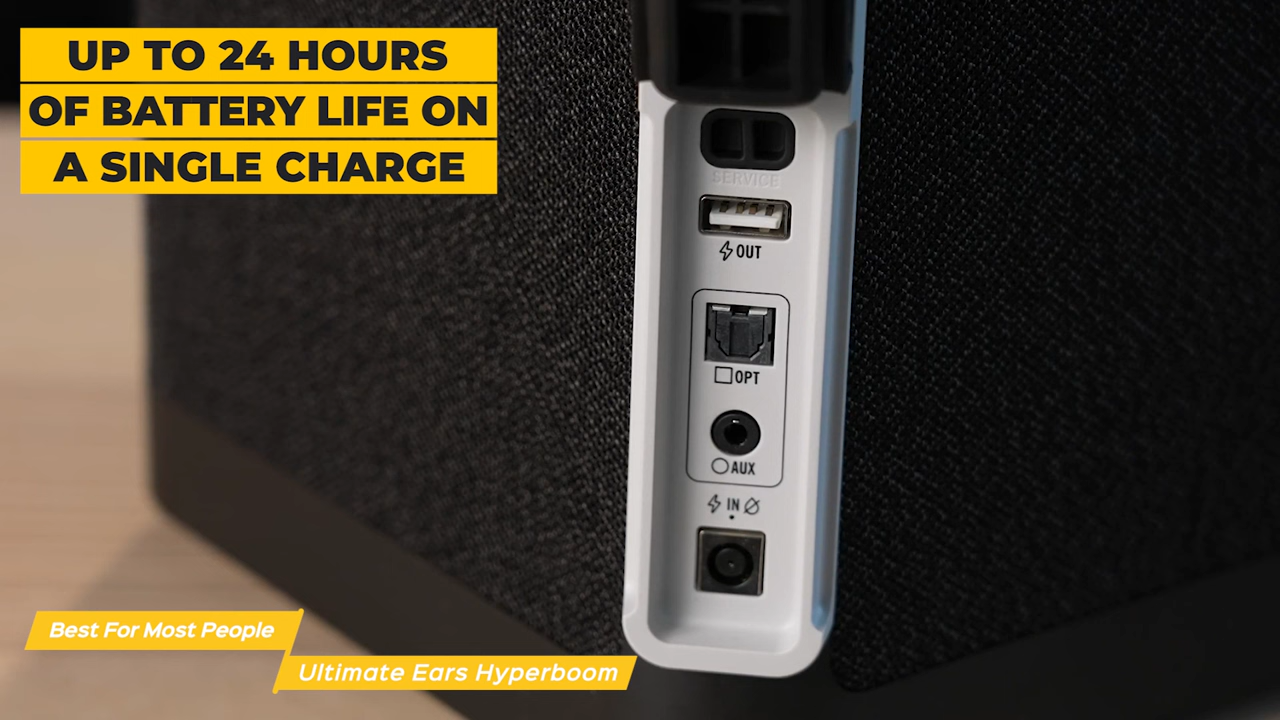 UP TO 24 HOURS
OF BATTERY LIFE ON
A SINGLE CHARGE
SERVICE
OUT
OPT
AUX
IN
Best For Most People
Ultimate Ears Hyperboom